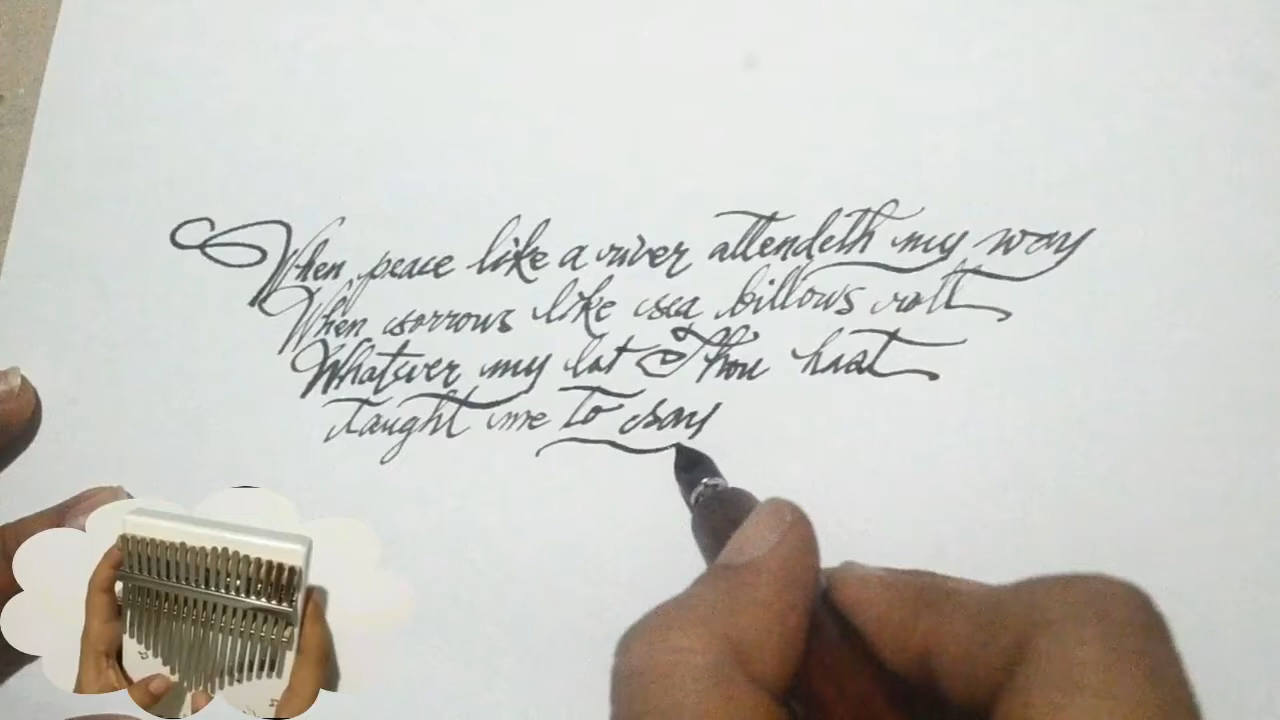 When peace like a river attendeth my way
When sorrows like sea billows roll
Whatever my lot Thou hast
taught me to say